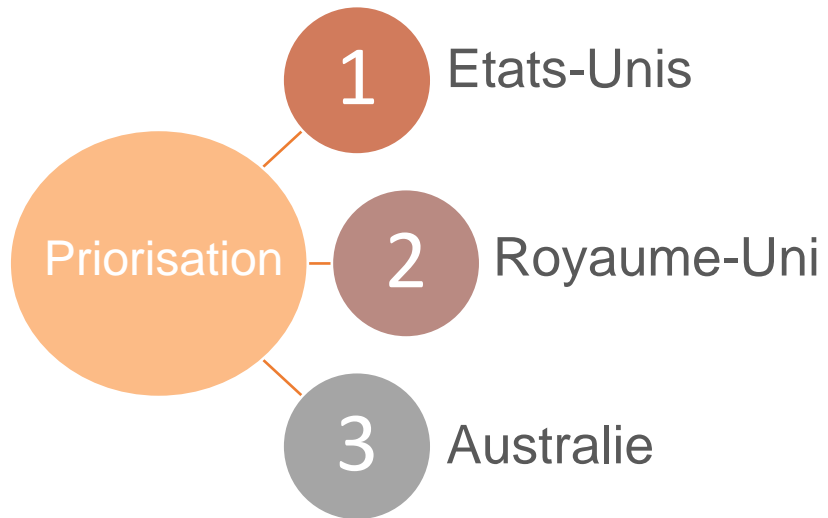 1
Etats-Unis
Priorisation
2
Royaume-Uni
3
Australie